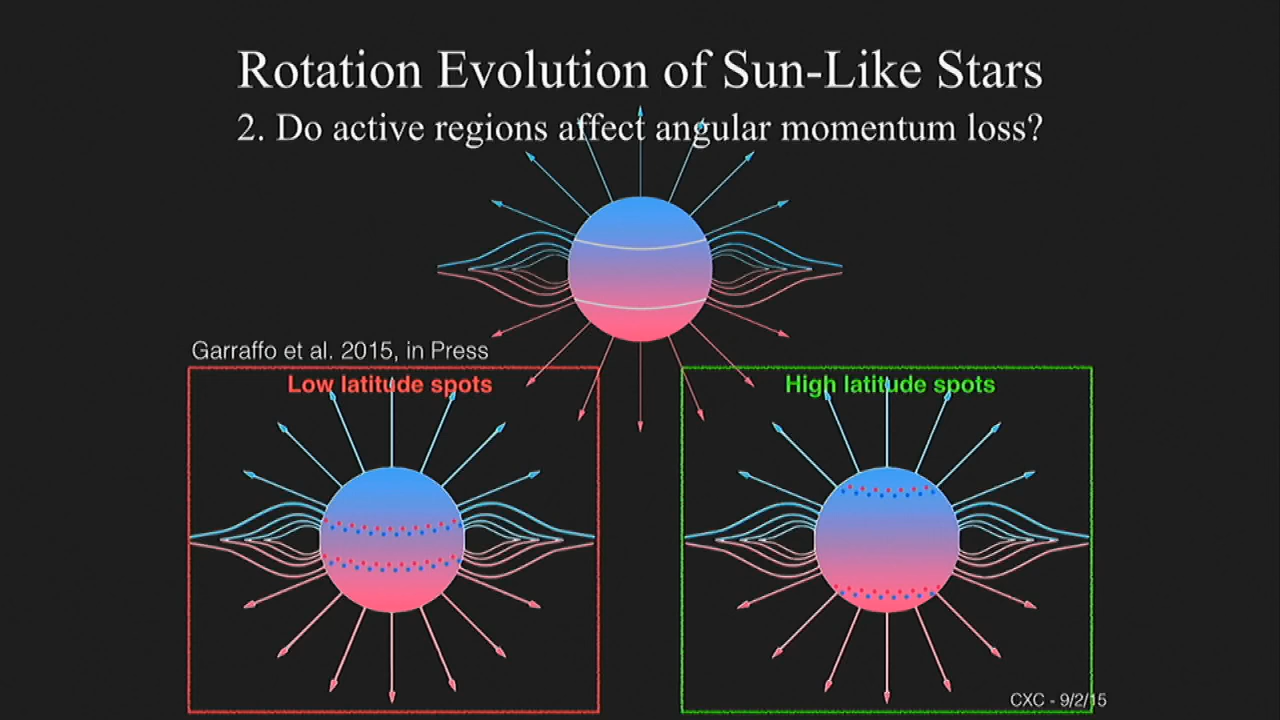 Rotation Evolution of Sun-Like Stars
2. Do active regions affect angular momentum loss?
Garraffo et al. 2015, in Press
Low latitude spots
High latitude spots
CXC - 9/2/15